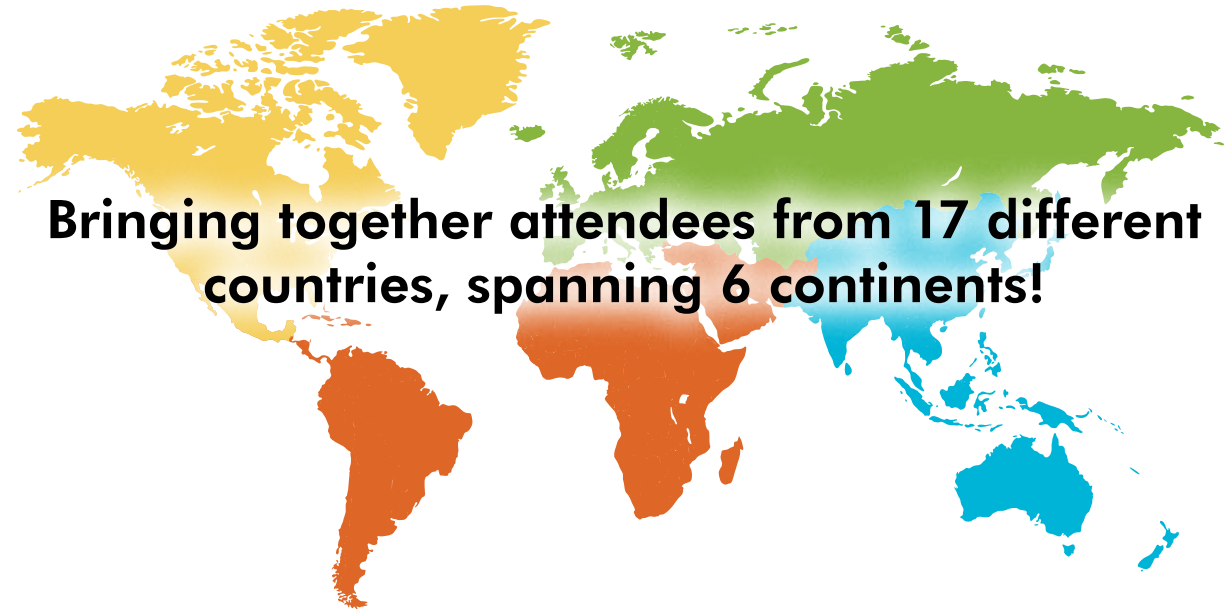 Bringing together attendees from 17 different
countries, spanning 6 continents!